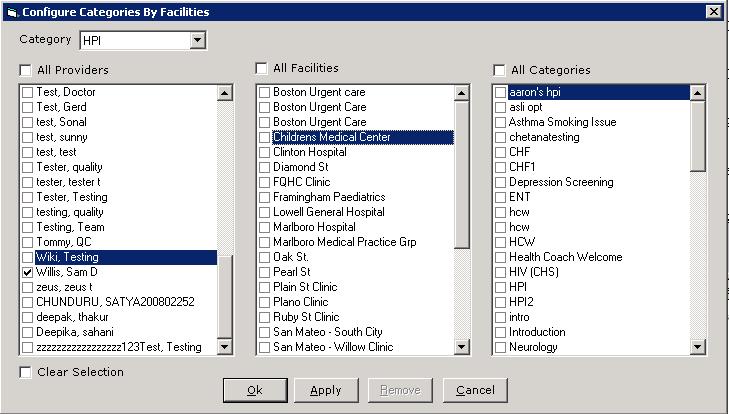 Configure Categories By Facilities
Category HPI
All Providers
Test, Doctor
Test, Gerd
test, Sonal
test, sunny
test, test
Tester, quality
tester, tester t
Tester, Testing
testing, quality
Testing, Team
Tommy, QC
Wiki, Testing
Willis, Sam D
zeus, zeus t
CHUNDURU, SATYA200802252
deepak, thakur
Deepika, sahani
zzzzzzzzzzzzzzzzz123Test, Testing
All Facilities
Boston Urgent care
Boston Urgent Care
Boston Urgent Care
Childrens Medical Center
Clinton Hospital
Diamond St
FQHC Clinic
Framingham Paediatrics
Lowell General Hospital
Marlboro Hospital
Marlboro Medical Practice Grp
Oak St.
Pearl St
Plain St Clinic
Plano Clinic
Ruby St Clinic
San Mateo - South City
San Mateo - Willow Clinic
All Categories
aaron's hpi
asli opt
Asthma Smoking Issue
chetanatesting
CHF
CHF1
Depression Screening
ENT
hcw
hcw
HCW
Health Coach Welcome
HIV (CHS)
HPI
HPI2
intro
Introduction
Neurology
Clear Selection
Ok Apply Remove Cancel